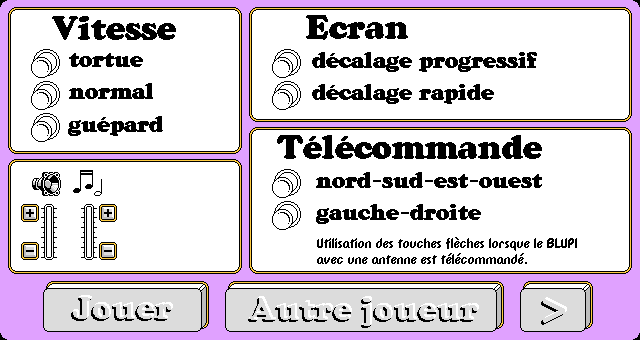 Vitesse
tortue
normal
guépard
Ecran
décalage progressif
décalage rapide
Télécommande
nord-sud-est-ouest
gauche-droite
Utilisation des touches flèches lorsque le BLUPI
avec une antenne est télécommandé.
+ +
- -
Jouer
Autre joueur
>